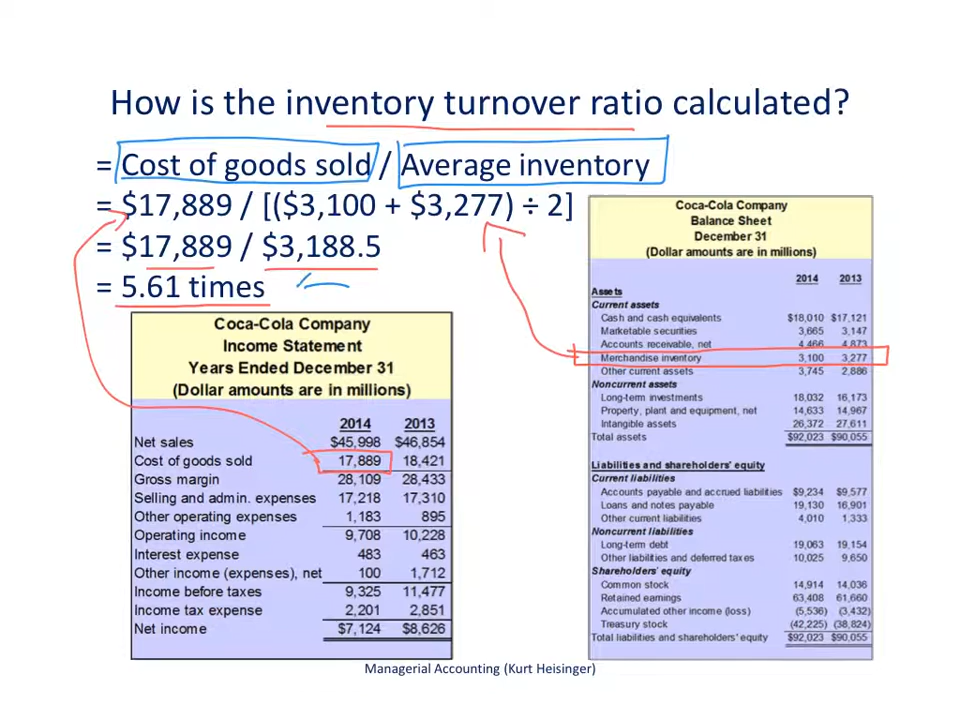 How is the inventory turnover ratio calculated?
= Cost of goods sold / Average inventory
= $17,889 / [($3,100 + $3,277) ÷ 2]
= $17,889 / $3,188.5
= 5.61 times
Coca-Cola Company
Income Statement
Years Ended December 31
(Dollar amounts are in millions)
2014 2013
Net sales $45,998 $46,854
Cost of goods sold 17,889 18,421
Gross margin 28,109 28,433
Selling and admin. expenses 17,218 17,310
Other operating expenses 1,183 895
Operating income 9,708 10,228
Interest expense 483 463
Other income (expenses), net 100 1,712
Income before taxes 9,325 11,477
Income tax expense 2,201 2,851
Net income $7,124 $8,626
Coca-Cola Company
Balance Sheet
December 31
(Dollar amounts are in millions)
2014 2013
Assets
Current assets
Cash and cash equivalents $18,010 $17,121
Marketable securities 3,665 3,147
Accounts receivable, net 4,466 4,873
Merchandise inventory 3,100 3,277
Other current assets 3,745 2,886
Noncurrent assets
Long-term investments 18,032 16,173
Property, plant and equipment, net 14,633 14,967
Intangible assets 26,372 27,611
Total assets $92,023 $90,055
Liabilities and shareholders' equity
Current liabilities
Accounts payable and accrued liabilities $9,234 $9,577
Loans and notes payable 19,130 16,901
Other current liabilities 4,010 1,333
Noncurrent liabilities
Long-term debt 19,063 19,154
Other liabilities and deferred taxes 10,025 9,650
Shareholders' equity
Common stock 14,914 14,036
Retained earnings 63,408 61,660
Accumulated other income (loss) (5,536) (3,432)
Treasury stock (42,225) (38,824)
Total liabilities and shareholders' equity $92,023 $90,055
Managerial Accounting (Kurt Heisinger)